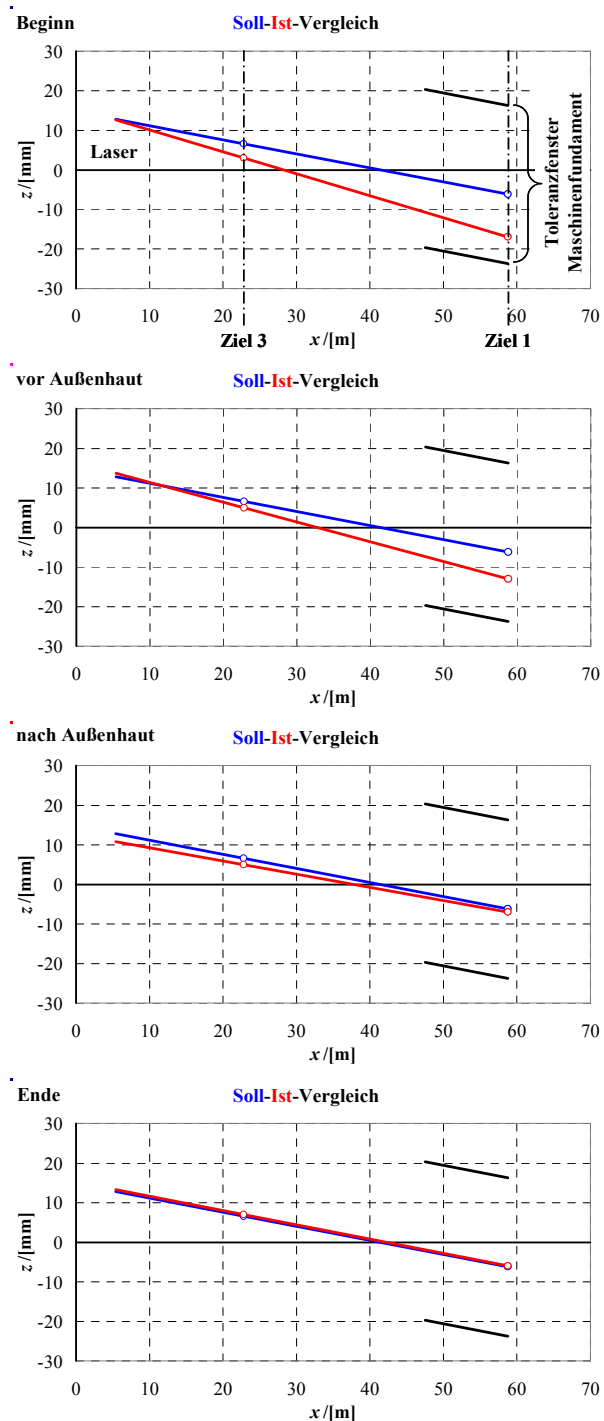 Beginn
Soll-Ist-Vergleich
z /[mm]
30
20
10
0
-10
-20
-30
Laser
Toleranzfenster
Maschinenfundament
0 10 20 30 40 50 60 70
Ziel 3 x /[m] Ziel 1
vor Außenhaut
Soll-Ist-Vergleich
z /[mm]
30
20
10
0
-10
-20
-30
0 10 20 30 40 50 60 70
x /[m]
nach Außenhaut
Soll-Ist-Vergleich
z /[mm]
30
20
10
0
-10
-20
-30
0 10 20 30 40 50 60 70
x /[m]
Ende
Soll-Ist-Vergleich
z /[mm]
30
20
10
0
-10
-20
-30
0 10 20 30 40 50 60 70
x /[m]